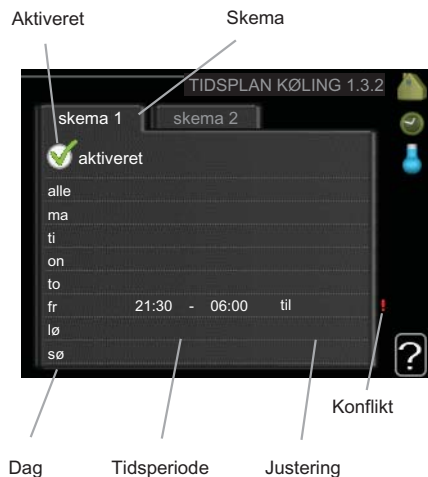 Aktiveret Skema
TIDSPLAN KØLING 1.3.2
skema 1 skema 2
aktiveret
alle
ma
ti
on
to
fr 21:30 - 06:00 til !
lø
sø
?
Konflikt
Dag Tidsperiode Justering